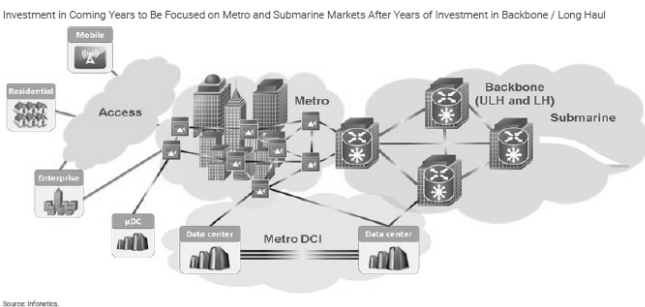 Investment in Coming Years to Be Focused on Metro and Submarine Markets After Years of Investment in Backbone / Long Haul
Mobile
Residential
Access
Metro
Backbone
(ULH and LH)
Submarine
Enterprise
µDC
Data center
Metro DCI
Data center
Source: Infonetics.